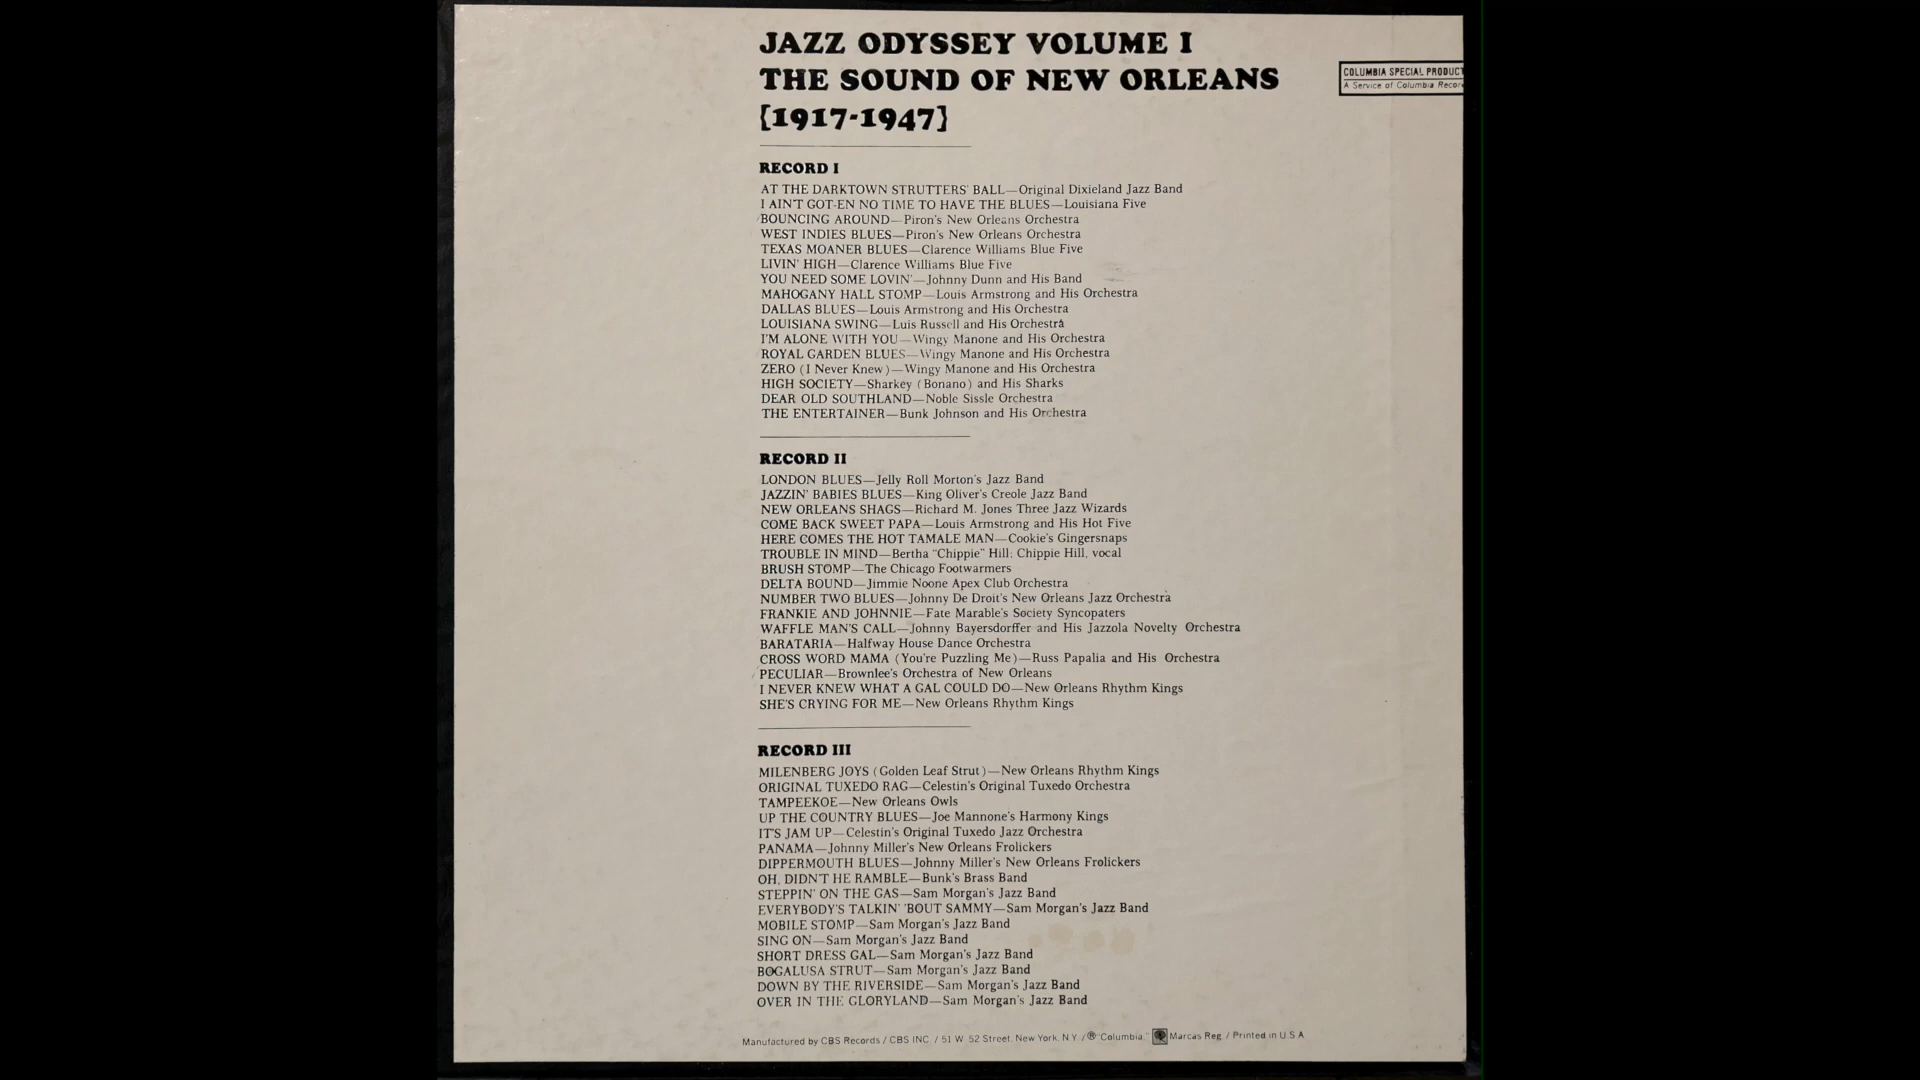 JAZZ ODYSSEY VOLUME I
THE SOUND OF NEW ORLEANS
[1917-1947]
COLUMBIA SPECIAL PRODUCT
A Service of Columbia Recor
RECORD I
AT THE DARKTOWN STRUTTERS' BALL—Original Dixieland Jazz Band
I AIN'T GOT-EN NO TIME TO HAVE THE BLUES—Louisiana Five
BOUNCING AROUND—Piron's New Orleans Orchestra
WEST INDIES BLUES—Piron's New Orleans Orchestra
TEXAS MOANER BLUES—Clarence Williams Blue Five
LIVIN' HIGH—Clarence Williams Blue Five
YOU NEED SOME LOVIN'—Johnny Dunn and His Band
MAHOGANY HALL STOMP—Louis Armstrong and His Orchestra
DALLAS BLUES—Louis Armstrong and His Orchestra
LOUISIANA SWING—Luis Russell and His Orchestra
I'M ALONE WITH YOU—Wingy Manone and His Orchestra
ROYAL GARDEN BLUES—Wingy Manone and His Orchestra
ZERO (I Never Knew)—Wingy Manone and His Orchestra
HIGH SOCIETY—Sharkey (Bonano) and His Sharks
DEAR OLD SOUTHLAND—Noble Sissle Orchestra
THE ENTERTAINER—Bunk Johnson and His Orchestra
RECORD II
LONDON BLUES—Jelly Roll Morton's Jazz Band
JAZZIN' BABIES BLUES—King Oliver's Creole Jazz Band
NEW ORLEANS SHAGS—Richard M. Jones Three Jazz Wizards
COME BACK SWEET PAPA—Louis Armstrong and His Hot Five
HERE COMES THE HOT TAMALE MAN—Cookie's Gingersnaps
TROUBLE IN MIND—Bertha "Chippie" Hill; Chippie Hill, vocal
BRUSH STOMP—The Chicago Footwarmers
DELTA BOUND—Jimmie Noone Apex Club Orchestra
NUMBER TWO BLUES—Johnny De Droit's New Orleans Jazz Orchestra
FRANKIE AND JOHNNIE—Fate Marable's Society Syncopaters
WAFFLE MAN'S CALL—Johnny Bayersdorffer and His Jazzola Novelty Orchestra
BARATARIA—Halfway House Dance Orchestra
CROSS WORD MAMA (You're Puzzling Me)—Russ Papalia and His Orchestra
PECULIAR—Brownlee's Orchestra of New Orleans
I NEVER KNEW WHAT A GAL COULD DO—New Orleans Rhythm Kings
SHE'S CRYING FOR ME—New Orleans Rhythm Kings
RECORD III
MILENBERG JOYS (Golden Leaf Strut)—New Orleans Rhythm Kings
ORIGINAL TUXEDO RAG—Celestin's Original Tuxedo Orchestra
TAMPEEKOE—New Orleans Owls
UP THE COUNTRY BLUES—Joe Mannone's Harmony Kings
IT'S JAM UP—Celestin's Original Tuxedo Jazz Orchestra
PANAMA—Johnny Miller's New Orleans Frolickers
DIPPERMOUTH BLUES—Johnny Miller's New Orleans Frolickers
OH, DIDN'T HE RAMBLE—Bunk's Brass Band
STEPPIN' ON THE GAS—Sam Morgan's Jazz Band
EVERYBODY'S TALKIN' 'BOUT SAMMY—Sam Morgan's Jazz Band
MOBILE STOMP—Sam Morgan's Jazz Band
SING ON—Sam Morgan's Jazz Band
SHORT DRESS GAL—Sam Morgan's Jazz Band
BOGALUSA STRUT—Sam Morgan's Jazz Band
DOWN BY THE RIVERSIDE—Sam Morgan's Jazz Band
OVER IN THE GLORYLAND—Sam Morgan's Jazz Band
Manufactured by CBS Records / CBS INC. / 51 W. 52 Street, New York, N.Y. / ® "Columbia," Marcas Reg. / Printed in U.S.A.